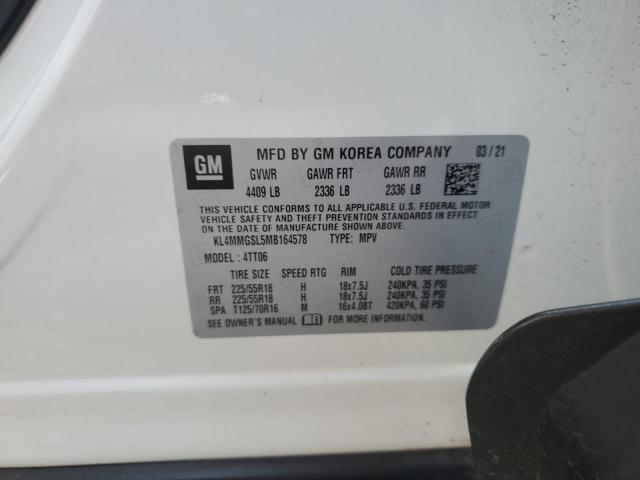 GM MFD BY GM KOREA COMPANY 03/21
GVWR GAWR FRT GAWR RR
4409 LB 2336 LB 2336 LB
THIS VEHICLE CONFORMS TO ALL APPLICABLE U.S. FEDERAL MOTOR
VEHICLE SAFETY AND THEFT PREVENTION STANDARDS IN EFFECT
ON THE DATE OF MANUFACTURE SHOWN ABOVE.
KL4MMGSL5MB164578 TYPE: MPV
MODEL: 4TT06
TIRE SIZE SPEED RTG RIM COLD TIRE PRESSURE
FRT 225/55R18 H 18x7.5J 240KPA, 35 PSI
RR 225/55R18 H 18x7.5J 240KPA, 35 PSI
SPA T125/70R16 M 16x4.0BT 420KPA, 60 PSI
SEE OWNER'S MANUAL FOR MORE INFORMATION.